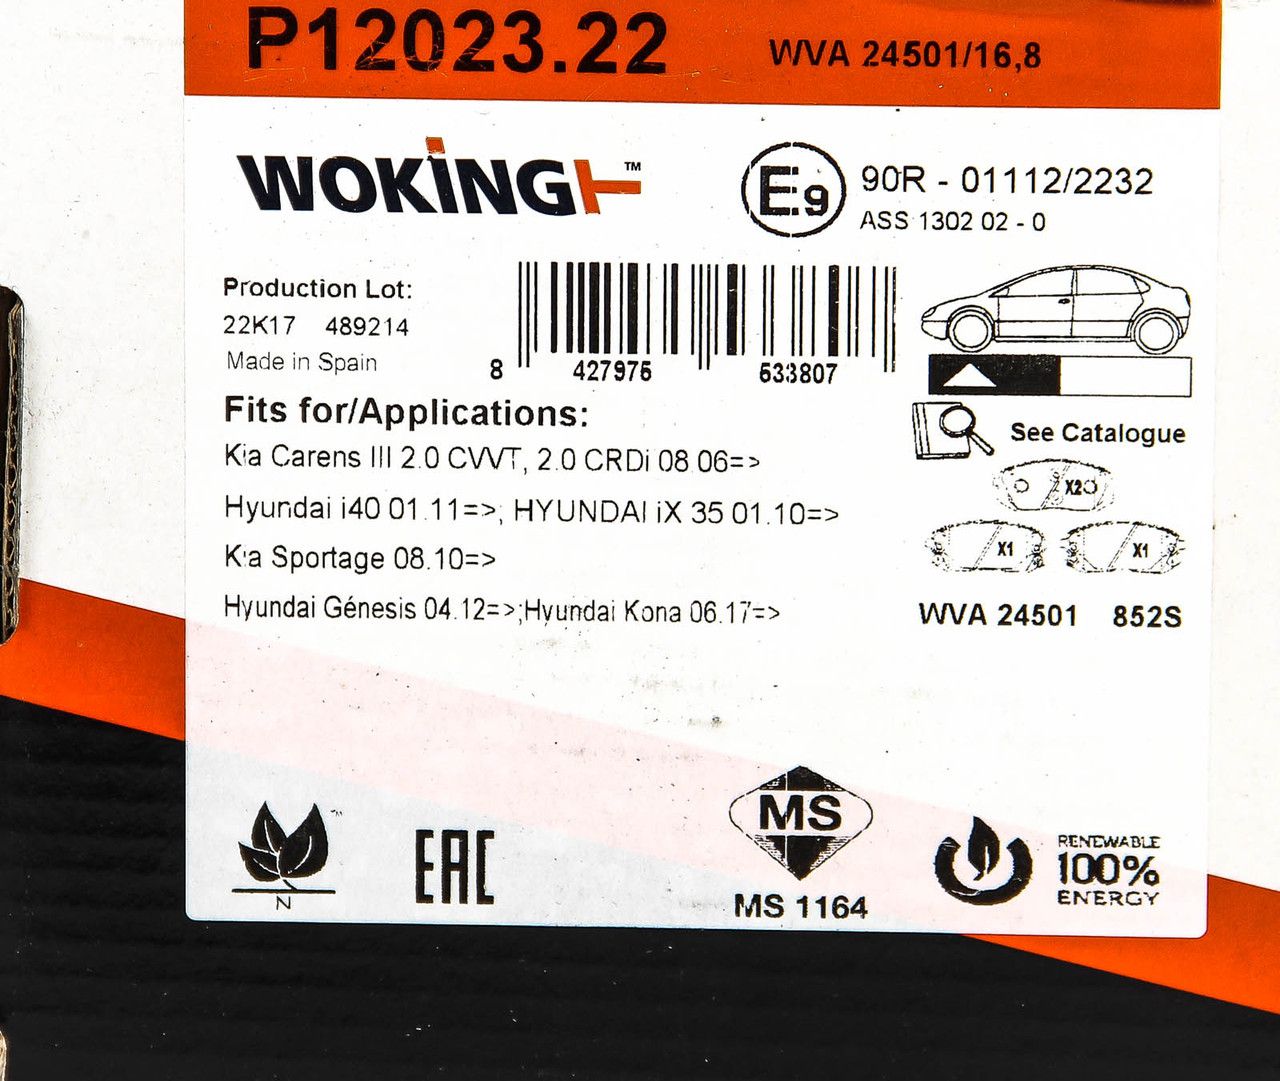 P12023.22 WVA 24501/16,8
WOKING™
E9 90R - 01112/2232
ASS 1302 02 - 0
Production Lot:
22K17 489214
Made in Spain
8 427975 533807
Fits for/Applications:
Kia Carens III 2.0 CVVT, 2.0 CRDi 08.06=>
Hyundai i40 01.11=>; HYUNDAI iX 35 01.10=>
Kia Sportage 08.10=>
Hyundai Génesis 04.12=>;Hyundai Kona 06.17=>
See Catalogue
X2
X1 X1
WVA 24501 852S
™
N
EAC
MS
MS 1164
RENEWABLE
100%
ENERGY